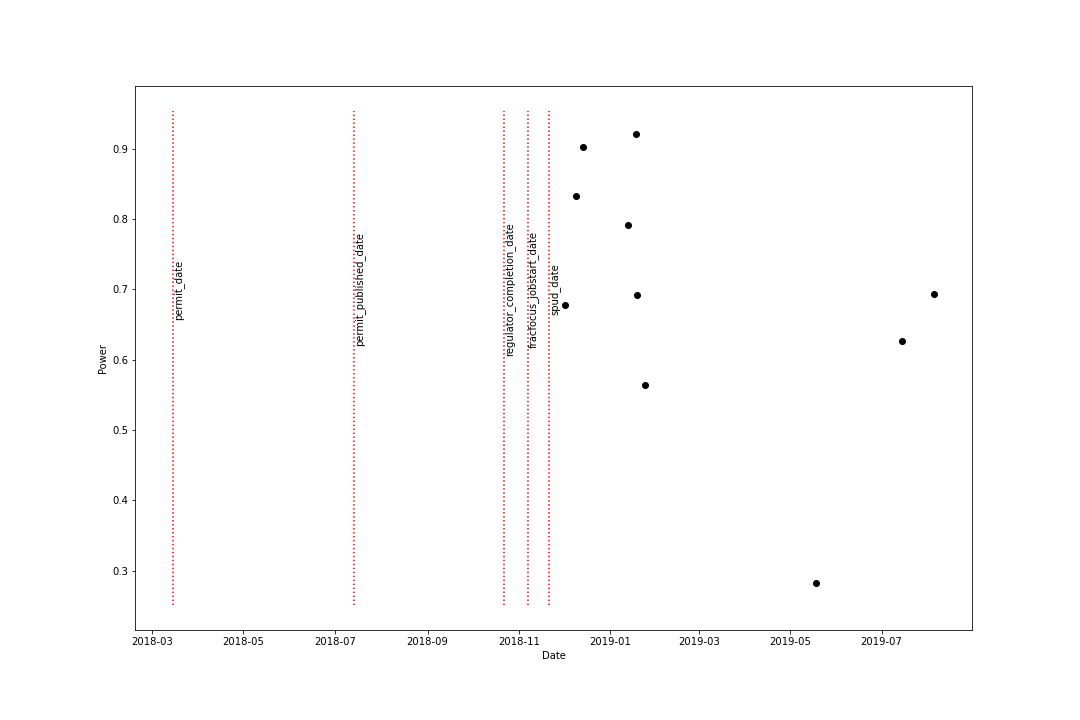 0.9
0.8
0.7
0.6
0.5
0.4
0.3
Power
permit_date
permit_published_date
regulator_completion_date
fracfocus_jobstart_date
spud_date
2018-03 2018-05 2018-07 2018-09 2018-11 2019-01 2019-03 2019-05 2019-07
Date